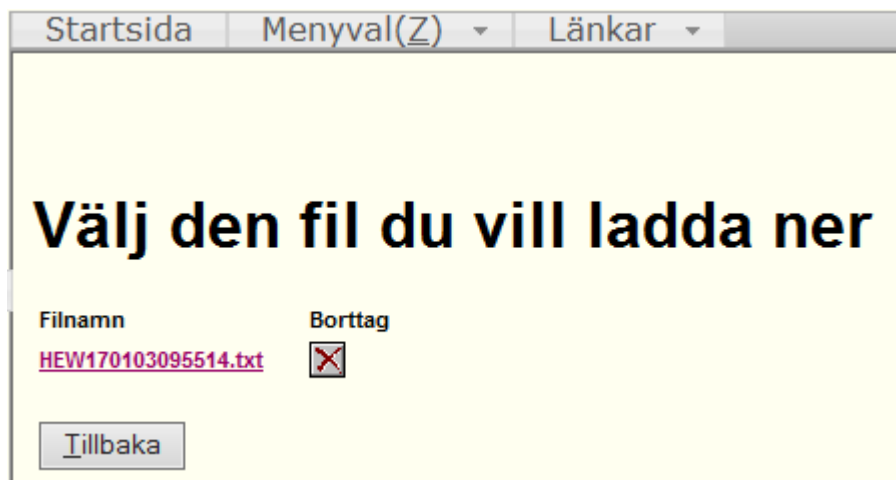 Startsida Menyval(Z) Länkar
Välj den fil du vill ladda ner
Filnamn Borttag
HEW170103095514.txt
Tillbaka